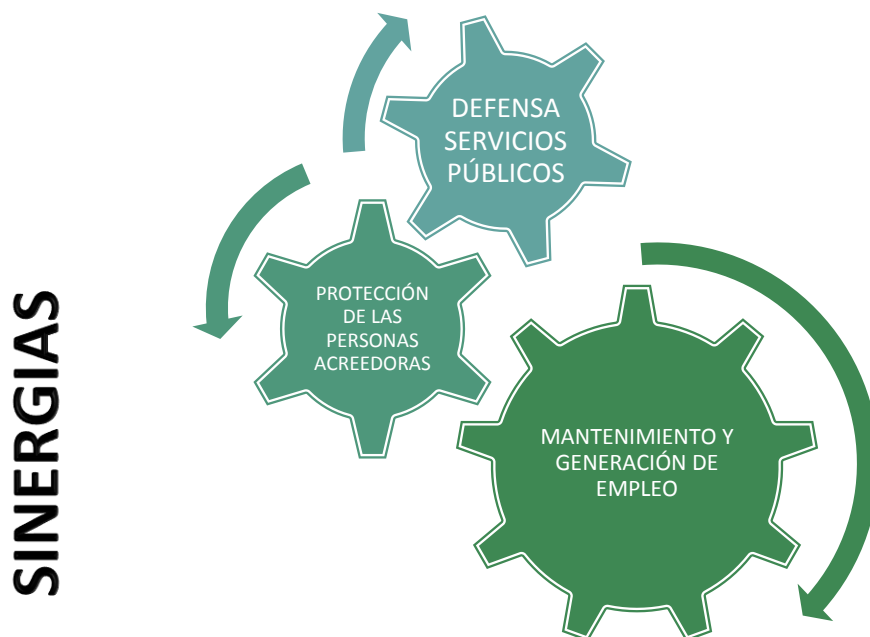 SINERGIAS
DEFENSA
SERVICIOS
PÚBLICOS
PROTECCIÓN
DE LAS
PERSONAS
ACREEDORAS
MANTENIMIENTO Y
GENERACIÓN DE
EMPLEO